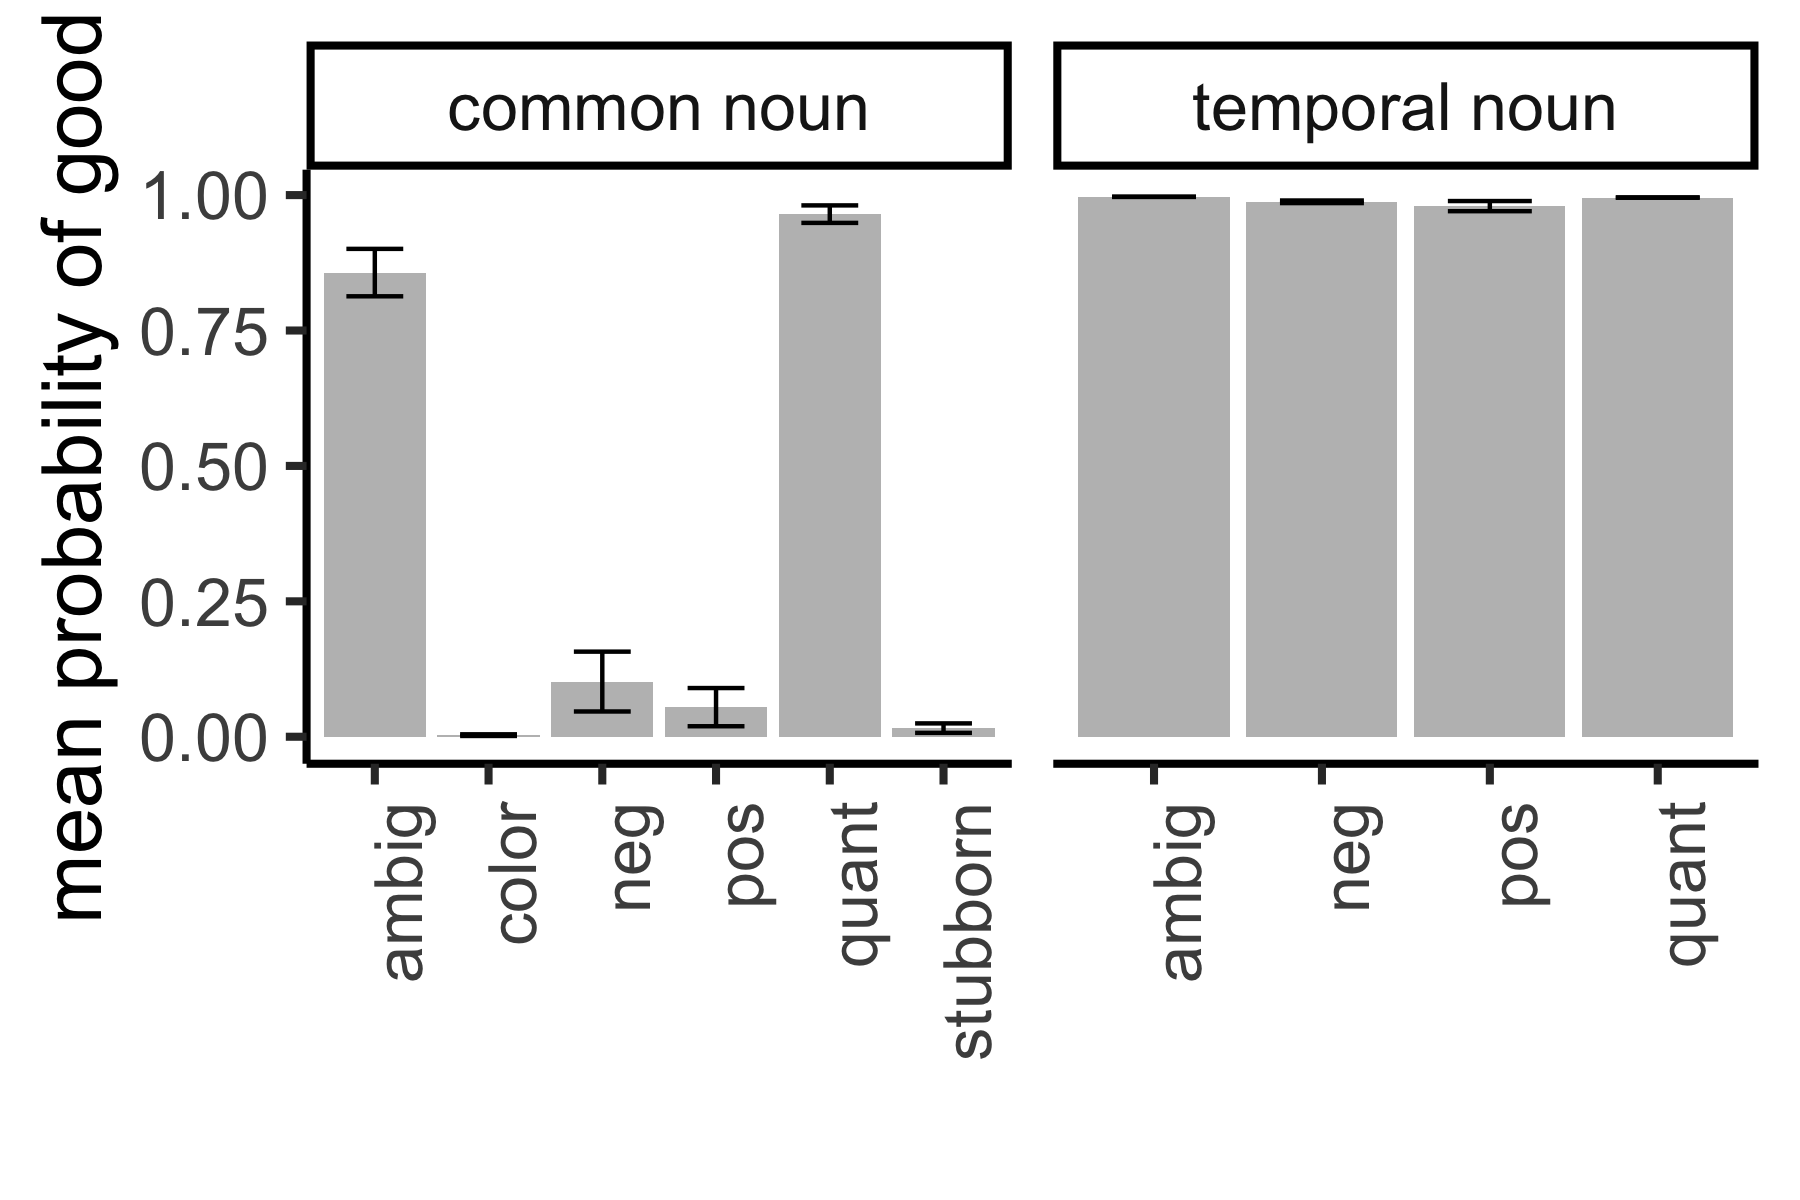 mean probability of good
common noun
temporal noun
1.00
0.75
0.50
0.25
0.00
ambig
color
neg
pos
quant
stubborn
ambig
neg
pos
quant